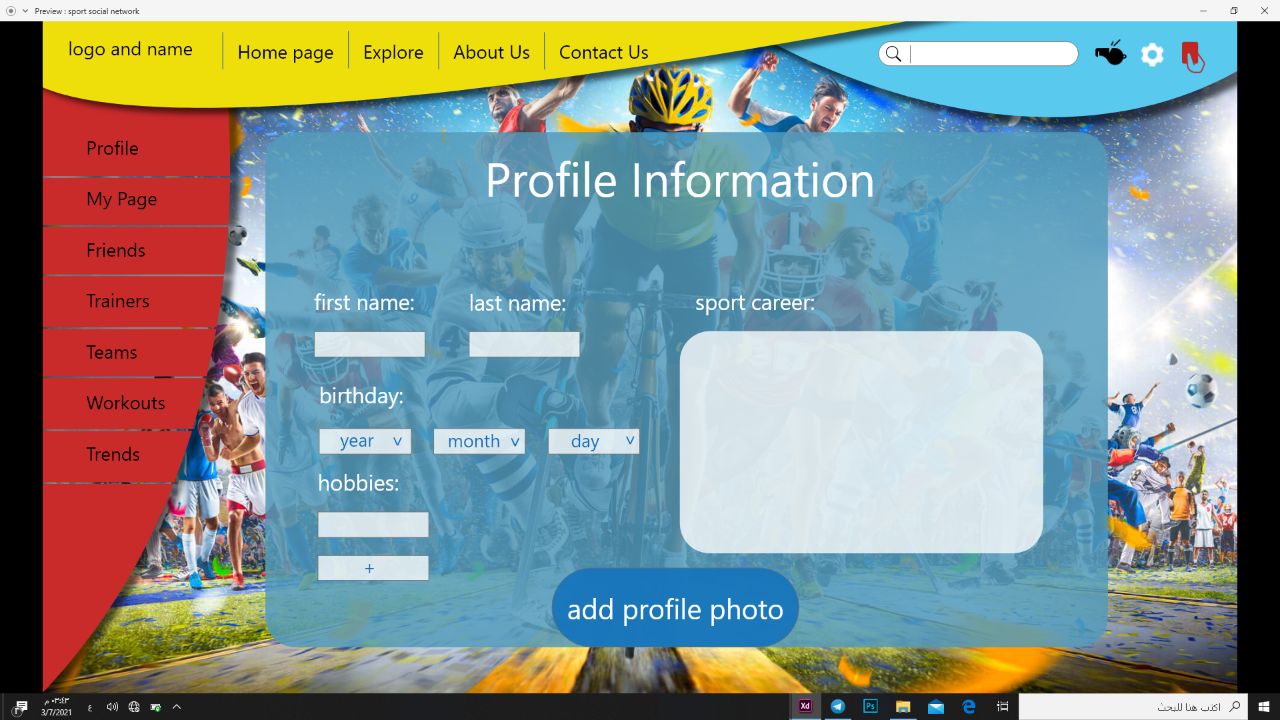 Preview : sport social network
logo and name
Home page
Explore
About Us
Contact Us
Profile
My Page
Friends
Trainers
Teams
Workouts
Trends
Profile Information
first name:
last name:
sport career:
birthday:
year
month
day
hobbies:
+
add profile photo
٠٣:٤٣ م
3/7/2021
ع
Xd
Ps
اكتب هنا للبحث